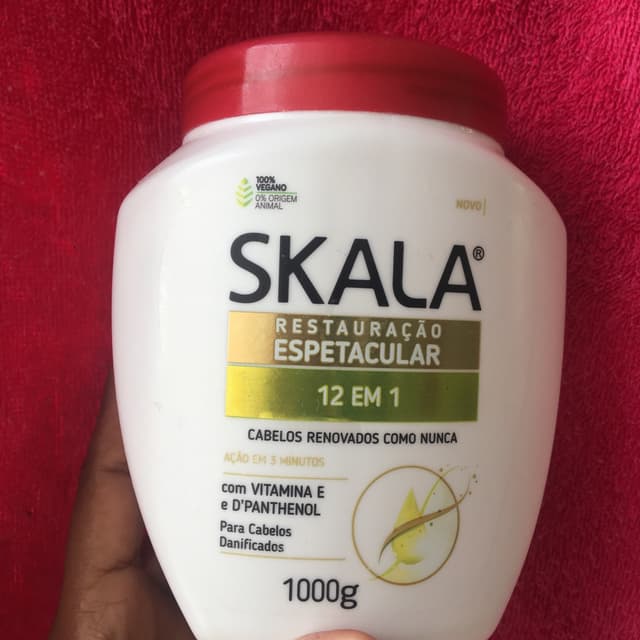 100%
VEGANO
0% ORIGEM
ANIMAL
NOVO
SKALA®
RESTAURAÇÃO
ESPETACULAR
12 EM 1
CABELOS RENOVADOS COMO NUNCA
AÇÃO EM 3 MINUTOS
com VITAMINA E
e D'PANTHENOL
Para Cabelos
Danificados
1000g